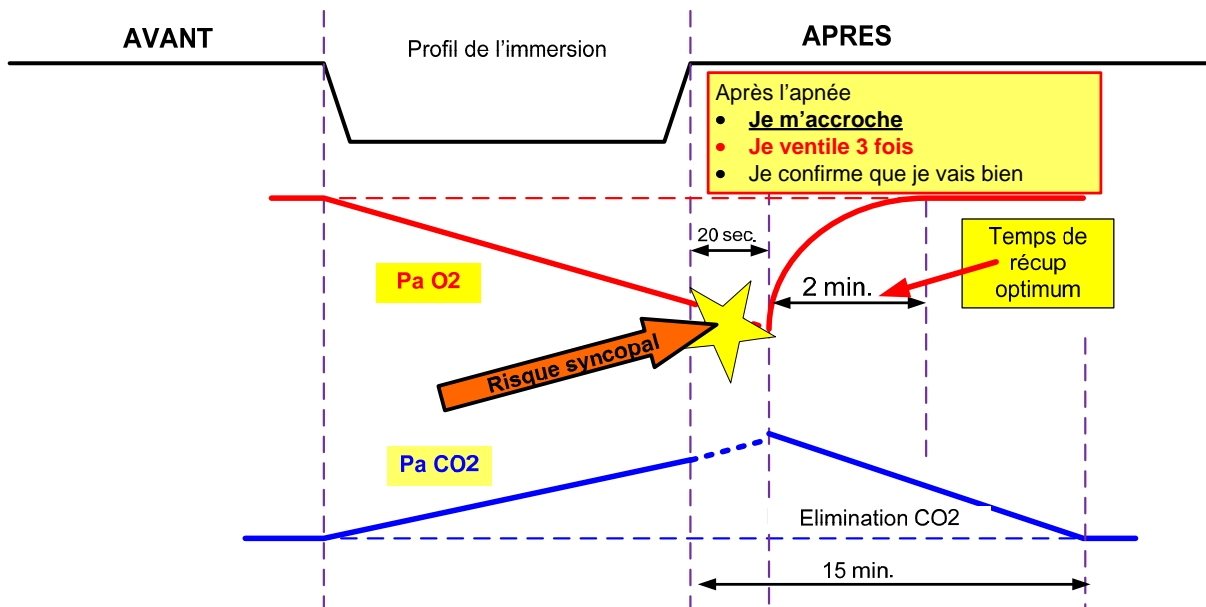 AVANT
Profil de l'immersion
APRES
Après l'apnée
• Je m'accroche
• Je ventile 3 fois
• Je confirme que je vais bien
20 sec.
Temps de
récup
optimum
Pa O2
2 min.
Risque syncopal
Pa CO2
Elimination CO2
15 min.